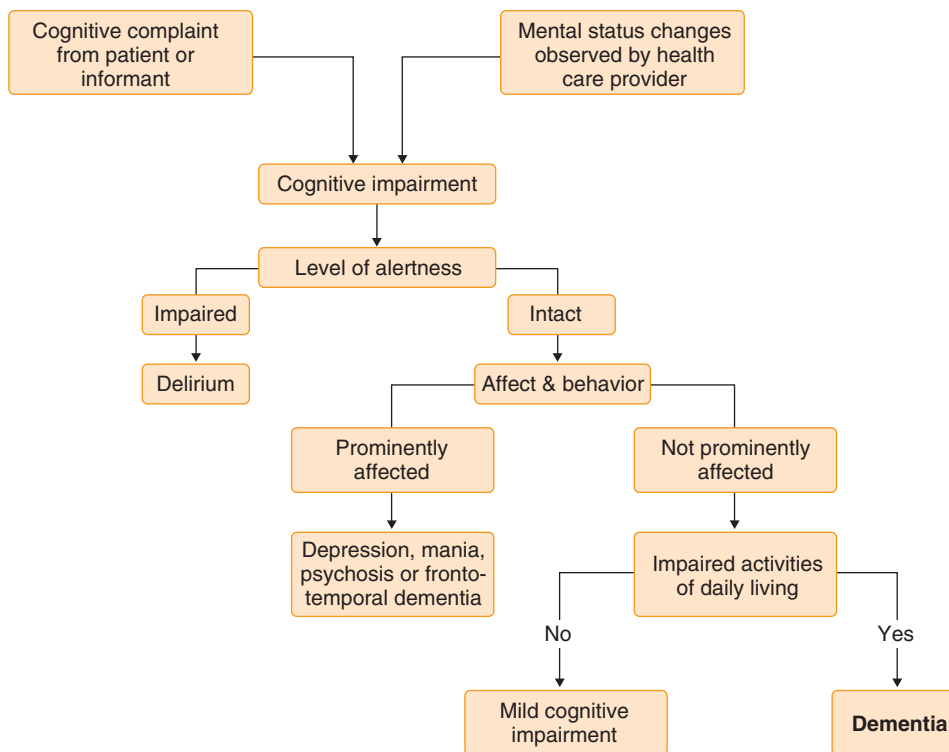 Cognitive complaint
from patient or
informant
Mental status changes
observed by health
care provider
Cognitive impairment
Level of alertness
Impaired
Intact
Delirium
Affect & behavior
Prominently
affected
Not prominently
affected
Depression, mania,
psychosis or fronto-
temporal dementia
Impaired activities
of daily living
No
Yes
Mild cognitive
impairment
Dementia